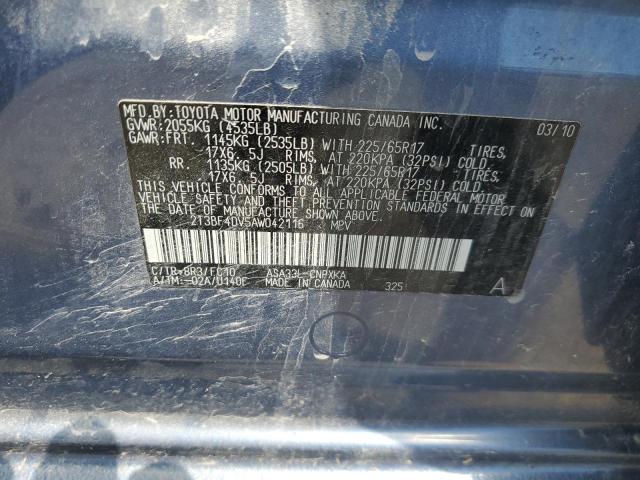 MFD.BY:TOYOTA MOTOR MANUFACTURING CANADA INC. 03/10
GVWR:2055KG (4535LB)
GAWR:FRT. 1145KG (2535LB) WITH 225/65R17 TIRES,
17X6.5J RIMS, AT 220KPA (32PSI) COLD.
RR 1135KG (2505LB) WITH 225/65R17 TIRES,
17X6.5J RIMS, AT 220KPA (32PSI) COLD.
THIS VEHICLE CONFORMS TO ALL APPLICABLE FEDERAL MOTOR
VEHICLE SAFETY AND THEFT PREVENTION STANDARDS IN EFFECT
ON THE DATE OF MANUFACTURE SHOWN ABOVE.
2T3BF4DV5AW042116 MPV
C/TR:8R3/FC10 ASA33L-CNPXKA
A/TM:-02A/U140F MADE IN CANADA 325 A